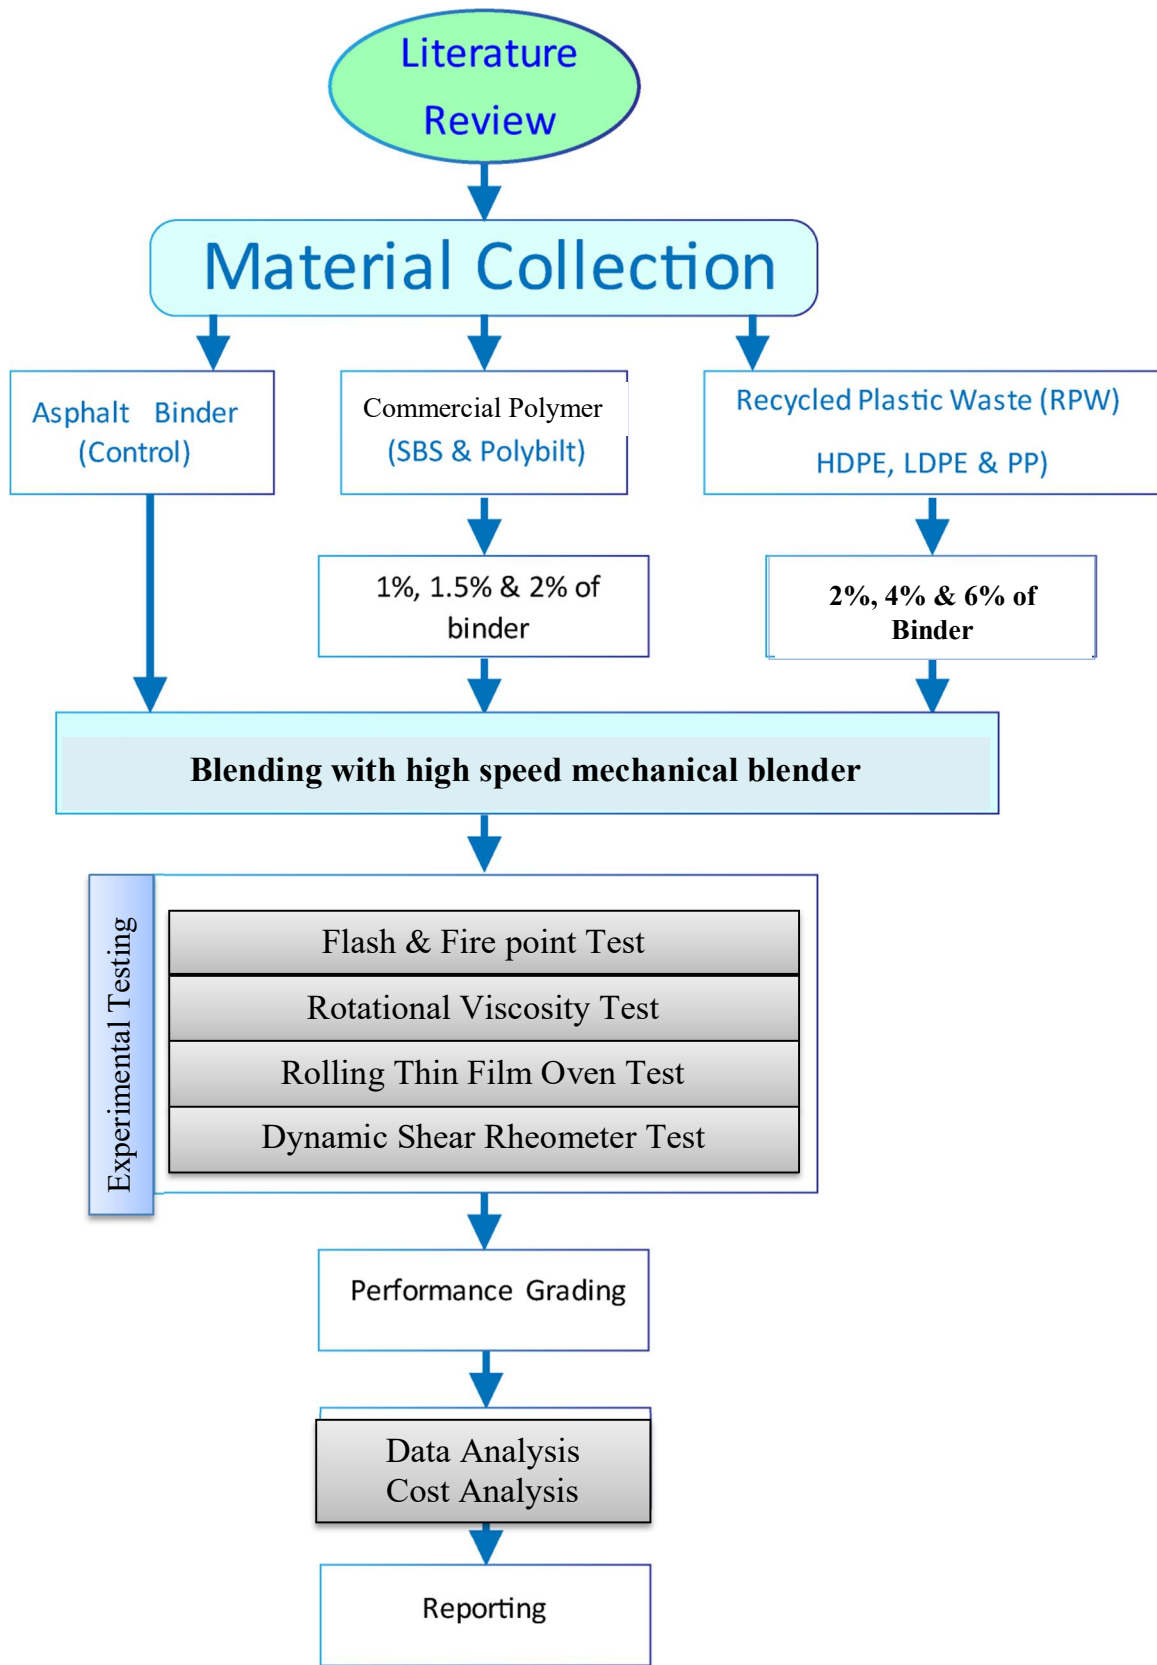 Literature
Review
Material Collection
Asphalt Binder
(Control)
Commercial Polymer
(SBS & Polybilt)
Recycled Plastic Waste (RPW)
HDPE, LDPE & PP)
1%, 1.5% & 2% of
binder
2%, 4% & 6% of
Binder
Blending with high speed mechanical blender
Experimental Testing
Flash & Fire point Test
Rotational Viscosity Test
Rolling Thin Film Oven Test
Dynamic Shear Rheometer Test
Performance Grading
Data Analysis
Cost Analysis
Reporting